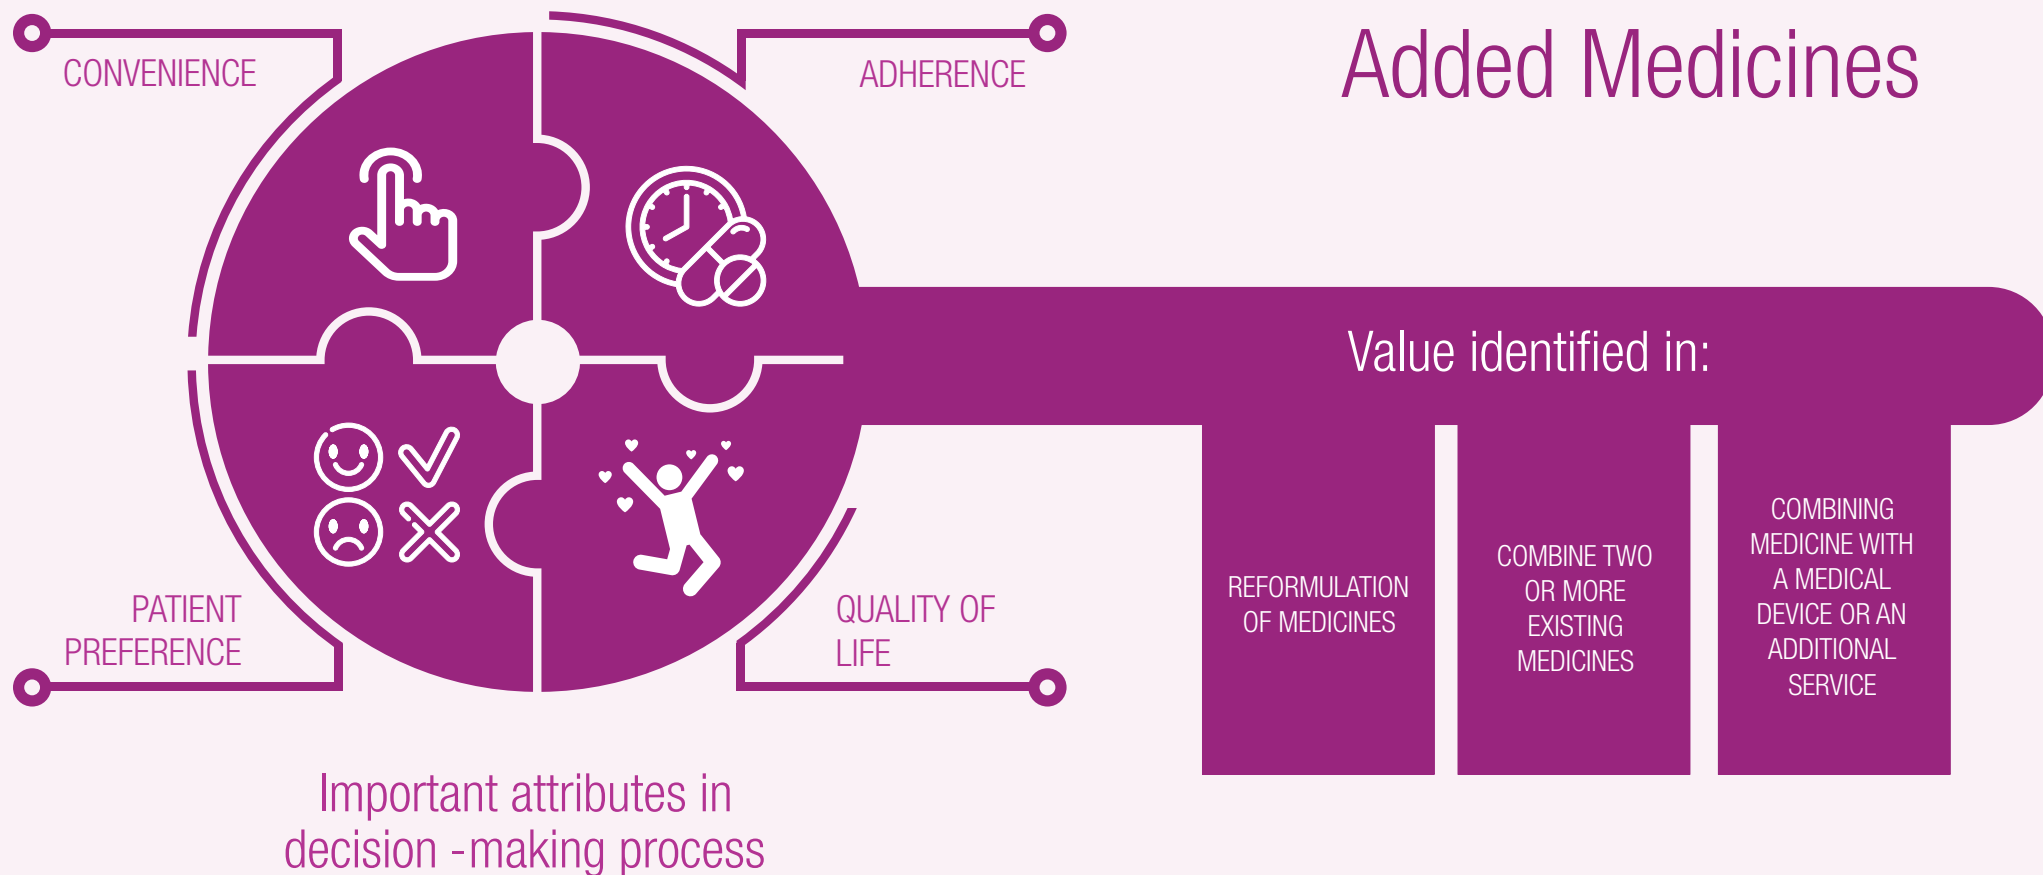 CONVENIENCE
ADHERENCE
Added Medicines
Value identified in:
PATIENT
PREFERENCE
QUALITY OF
LIFE
REFORMULATION
OF MEDICINES
COMBINE TWO
OR MORE
EXISTING
MEDICINES
COMBINING
MEDICINE WITH
A MEDICAL
DEVICE OR AN
ADDITIONAL
SERVICE
Important attributes in
decision -making process